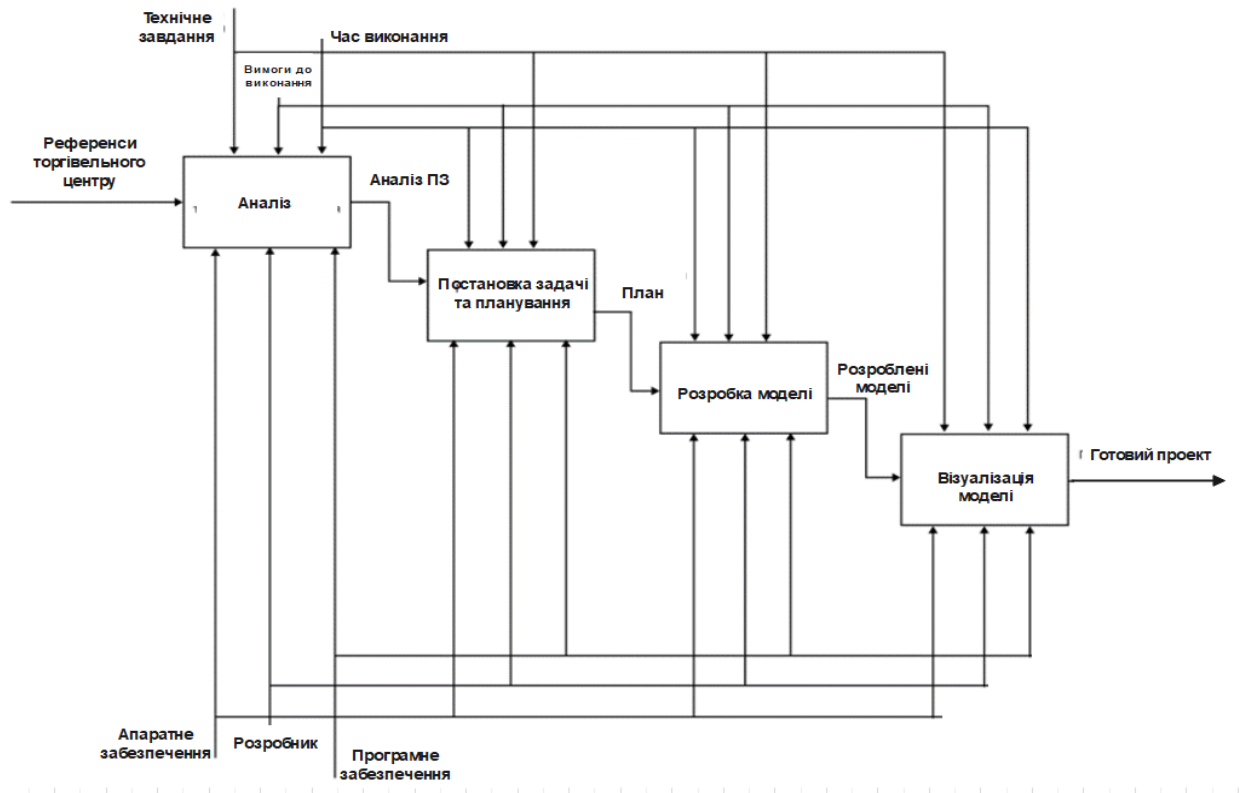 Технічне
завдання
Час виконання
Вимоги до
виконання
Референси
торгівельного
центру
Аналіз
Аналіз ПЗ
Постановка задачі
та планування
План
Розробка моделі
Розроблені
моделі
Візуалізація
моделі
Готовий проект
Апаратне
забезпечення
Розробник
Програмне
забезпечення